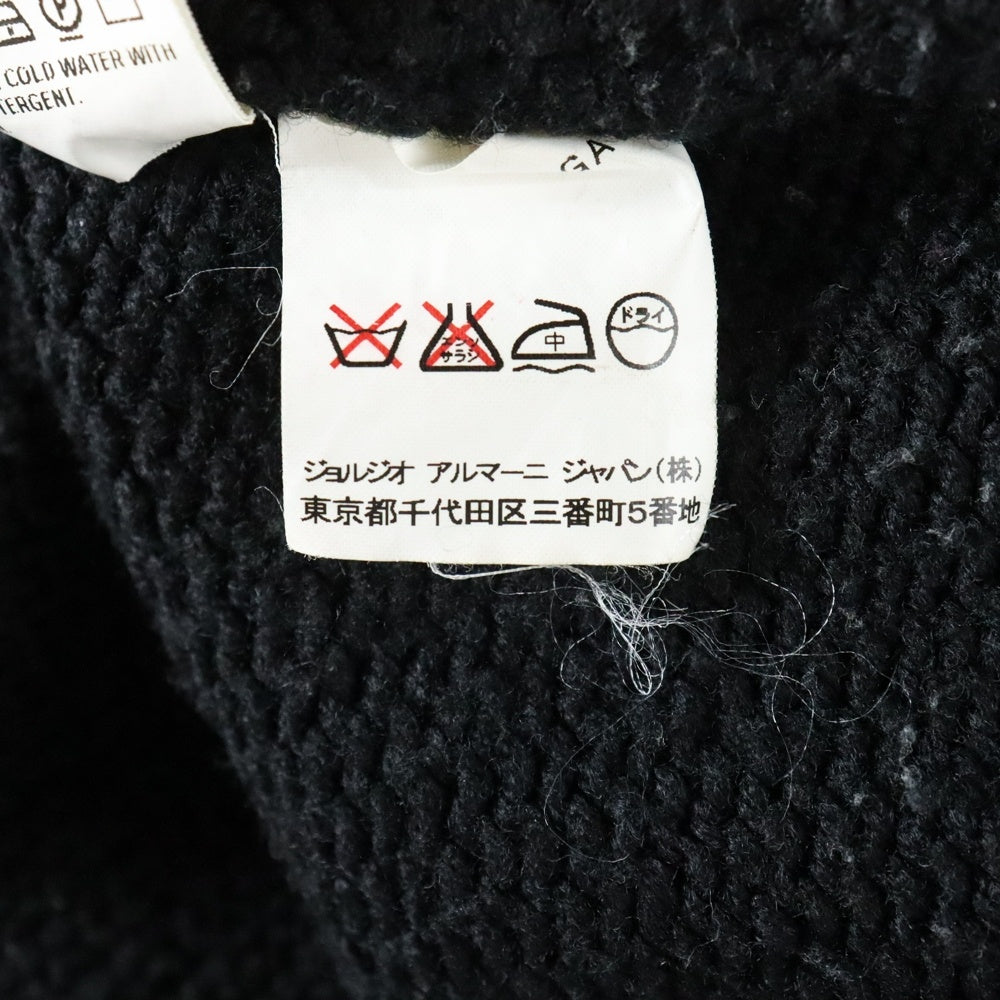 COLD WATER WITH
TERGENT.
GA
エンソ
サラシ
中
ドライ
ジョルジオ アルマーニ ジャパン(株)
東京都千代田区三番町5番地